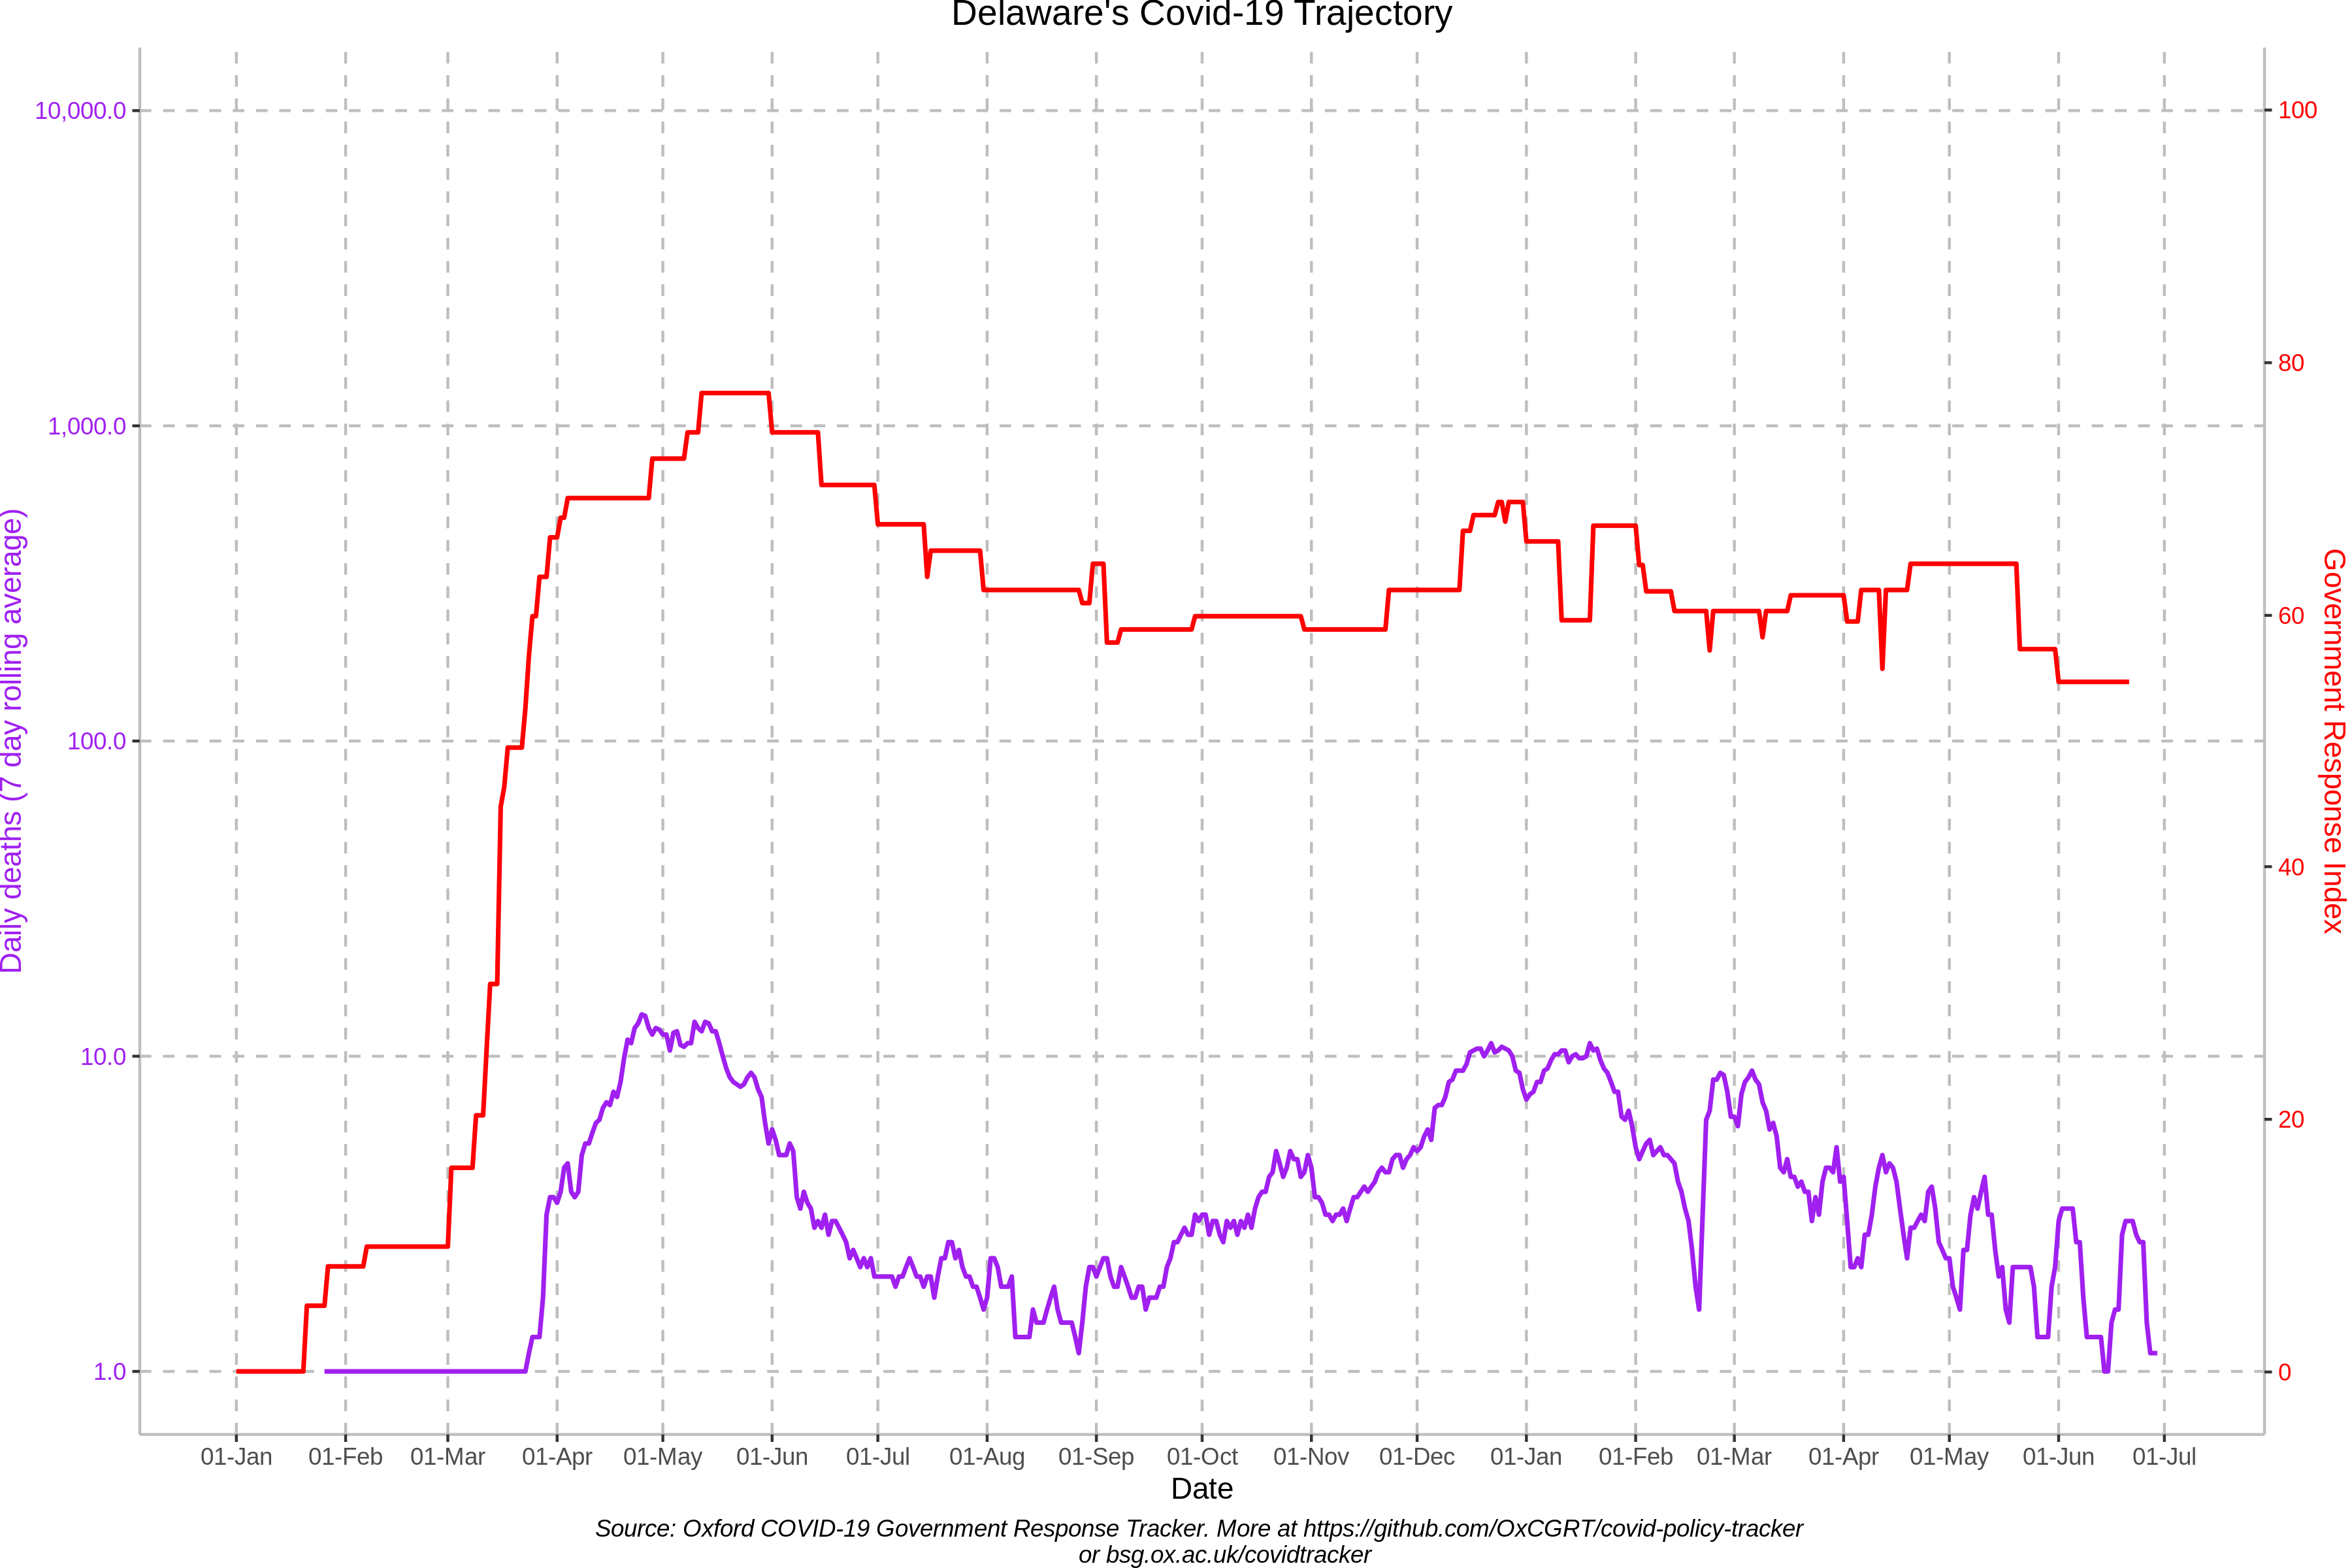 Delaware's Covid-19 Trajectory
10,000.0
1,000.0
100.0
10.0
1.0
Daily deaths (7 day rolling average)
100
80
60
40
20
0
Government Response Index
01-Jan 01-Feb 01-Mar 01-Apr 01-May 01-Jun 01-Jul 01-Aug 01-Sep 01-Oct 01-Nov 01-Dec 01-Jan 01-Feb 01-Mar 01-Apr 01-May 01-Jun 01-Jul
Date
Source: Oxford COVID-19 Government Response Tracker. More at https://github.com/OxCGRT/covid-policy-tracker
or bsg.ox.ac.uk/covidtracker